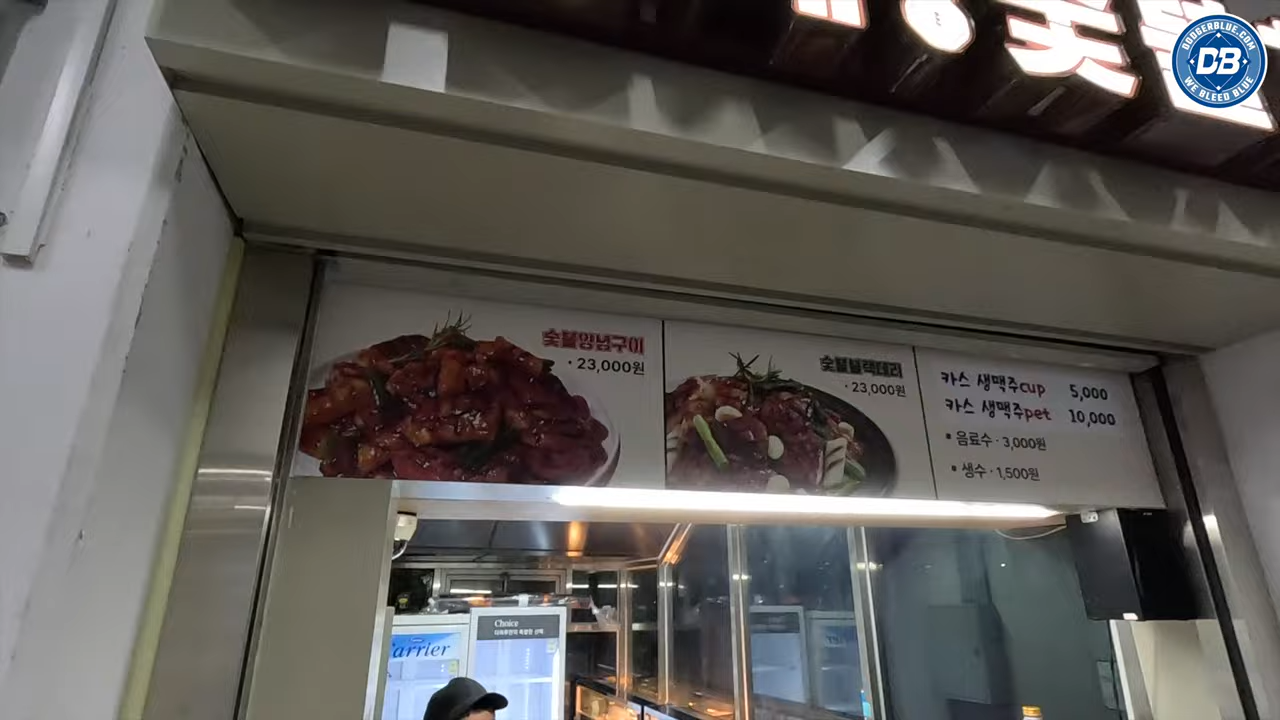 DODGERBLUE.COM
DB
WE BLEED BLUE
숯불양념구이
· 23,000원
숯불블랙데리
· 23,000원
카스 생맥주cup 5,000
카스 생맥주pet 10,000
음료수 · 3,000원
생수 · 1,500원
Carrier
Choice